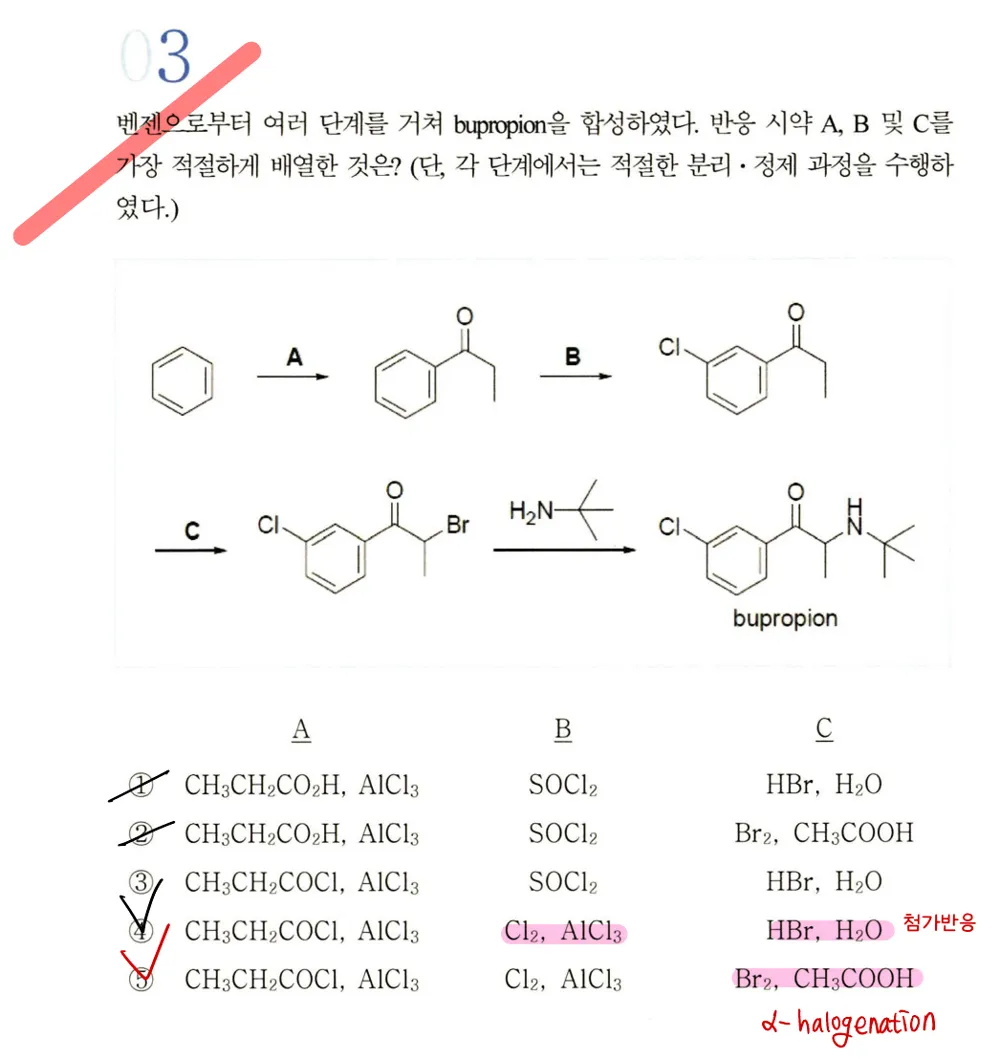 03
벤젠으로부터 여러 단계를 거쳐 bupropion을 합성하였다. 반응 시약 A, B 및 C를
가장 적절하게 배열한 것은? (단, 각 단계에서는 적절한 분리·정제 과정을 수행하
였다.)
A O B Cl O
C Cl O Br H₂N Cl O H N
bupropion
A B C
① CH₃CH₂CO₂H, AlCl₃ SOCl₂ HBr, H₂O
② CH₃CH₂CO₂H, AlCl₃ SOCl₂ Br₂, CH₃COOH
③ CH₃CH₂COCl, AlCl₃ SOCl₂ HBr, H₂O
④ CH₃CH₂COCl, AlCl₃ Cl₂, AlCl₃ HBr, H₂O 첨가반응
⑤ CH₃CH₂COCl, AlCl₃ Cl₂, AlCl₃ Br₂, CH₃COOH
α-halogenation